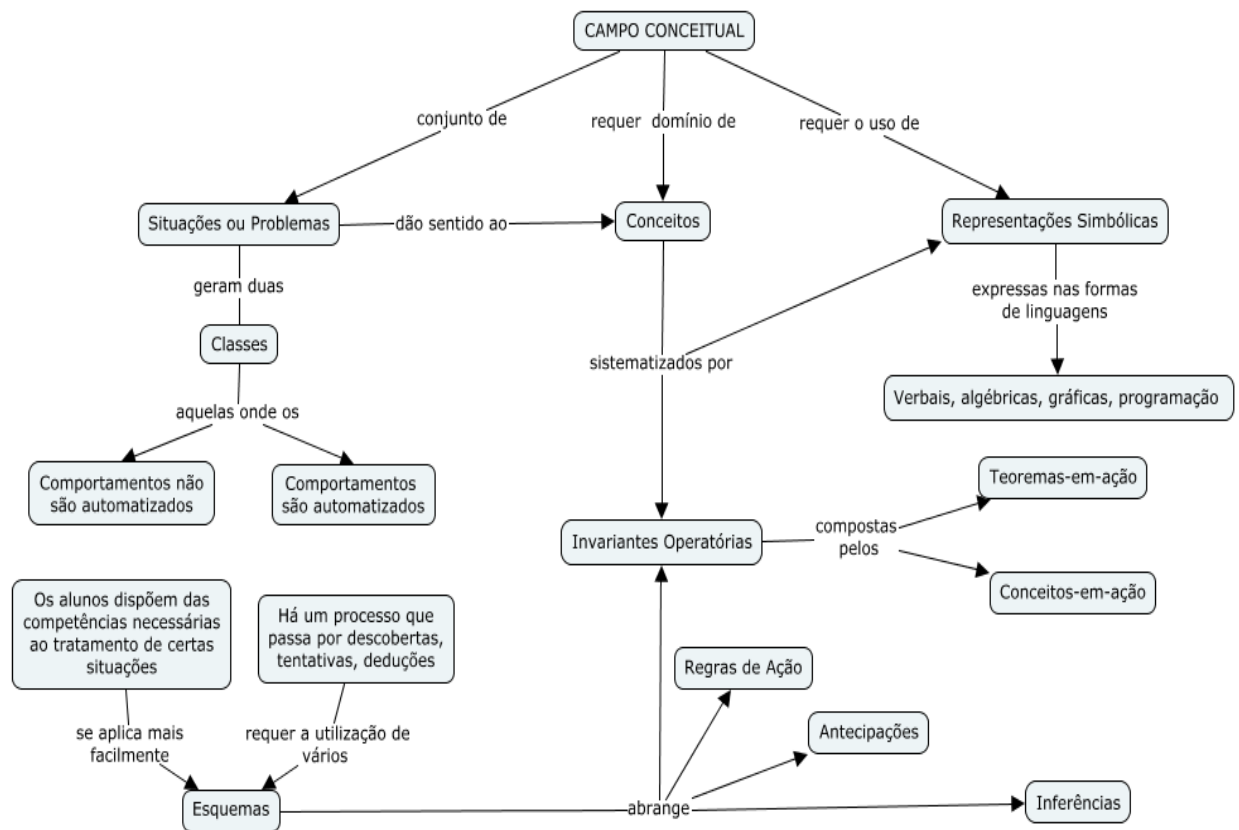 CAMPO CONCEITUAL
conjunto de
requer domínio de
requer o uso de
Situações ou Problemas
dão sentido ao
Conceitos
Representações Simbólicas
geram duas
expressas nas formas
de linguagens
Classes
sistematizados por
Verbais, algébricas, gráficas, programação
aquelas onde os
Comportamentos não
são automatizados
Comportamentos
são automatizados
Teoremas-em-ação
Invariantes Operatórias
compostas
pelos
Conceitos-em-ação
Os alunos dispõem das
competências necessárias
ao tratamento de certas
situações
Há um processo que
passa por descobertas,
tentativas, deduções
Regras de Ação
se aplica mais
facilmente
requer a utilização de
vários
Antecipações
Esquemas
abrange
Inferências